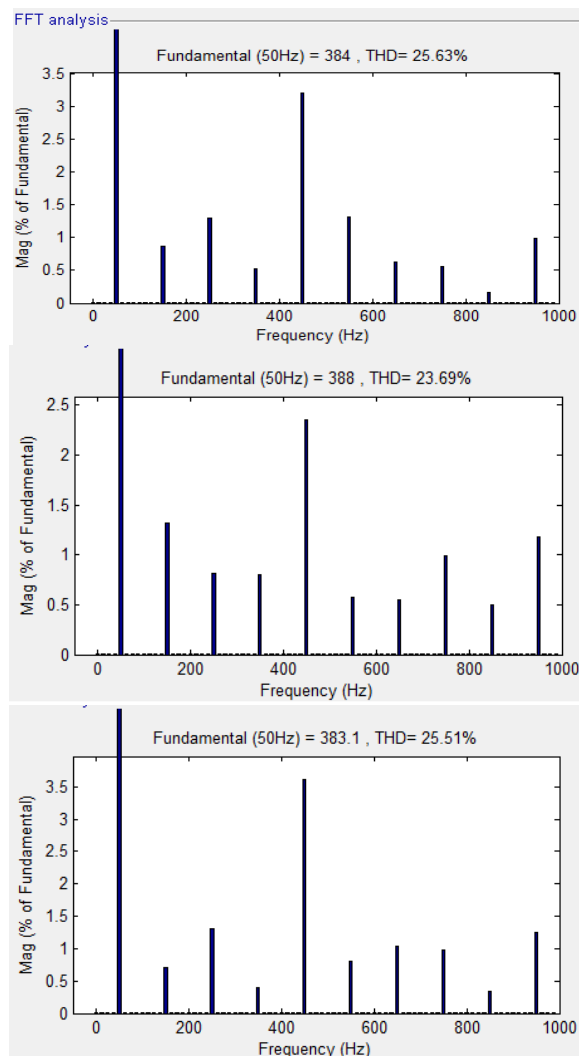 FFT analysis
Fundamental (50Hz) = 384 , THD= 25.63%
3.5
3
2.5
2
1.5
1
0.5
0
Mag (% of Fundamental)
0 200 400 600 800 1000
Frequency (Hz)
Fundamental (50Hz) = 388 , THD= 23.69%
2.5
2
1.5
1
0.5
0
Mag (% of Fundamental)
0 200 400 600 800 1000
Frequency (Hz)
Fundamental (50Hz) = 383.1 , THD= 25.51%
3.5
3
2.5
2
1.5
1
0.5
0
Mag (% of Fundamental)
0 200 400 600 800 1000
Frequency (Hz)